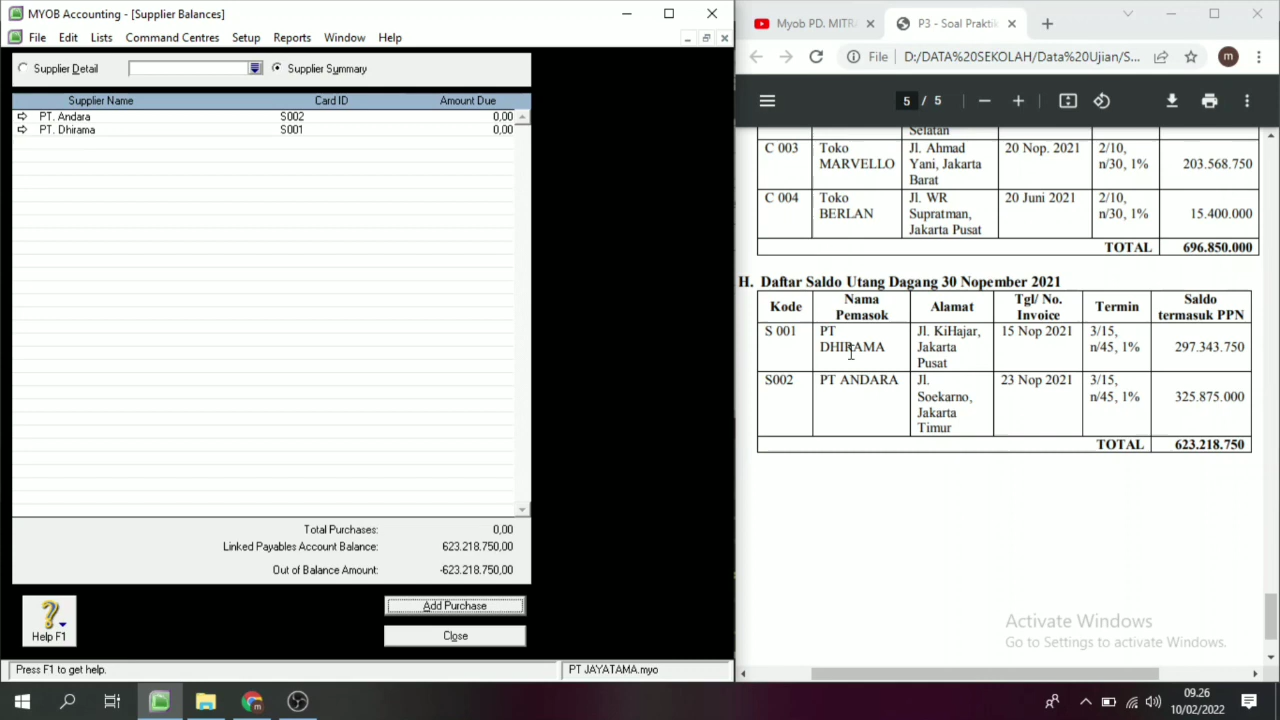 MYOB Accounting - [Supplier Balances]
File Edit Lists Command Centres Setup Reports Window Help
Supplier Detail
Supplier Summary
Supplier Name Card ID Amount Due
PT. Andara S002 0,00
PT. Dhirama S001 0,00
Total Purchases: 0,00
Linked Payables Account Balance: 623.218.750,00
Out of Balance Amount: -623.218.750,00
Help F1
Add Purchase
Close
Press F1 to get help.
PT JAYATAMA.myo
Myob PD. MITRA
P3 - Soal Praktik
File D:/DATA%20SEKOLAH/Data%20Ujian/S...
m
5 / 5
Selatan
C 003 Toko MARVELLO Jl. Ahmad Yani, Jakarta Barat 20 Nop. 2021 2/10, n/30, 1% 203.568.750
C 004 Toko BERLAN Jl. WR Supratman, Jakarta Pusat 20 Juni 2021 2/10, n/30, 1% 15.400.000
TOTAL 696.850.000
H. Daftar Saldo Utang Dagang 30 Nopember 2021
Kode Nama Pemasok Alamat Tgl/ No. Invoice Termin Saldo termasuk PPN
S 001 PT DHIRAMA Jl. KiHajar, Jakarta Pusat 15 Nop 2021 3/15, n/45, 1% 297.343.750
S002 PT ANDARA Jl. Soekarno, Jakarta Timur 23 Nop 2021 3/15, n/45, 1% 325.875.000
TOTAL 623.218.750
Activate Windows
Go to Settings to activate Windows.
09.26
10/02/2022